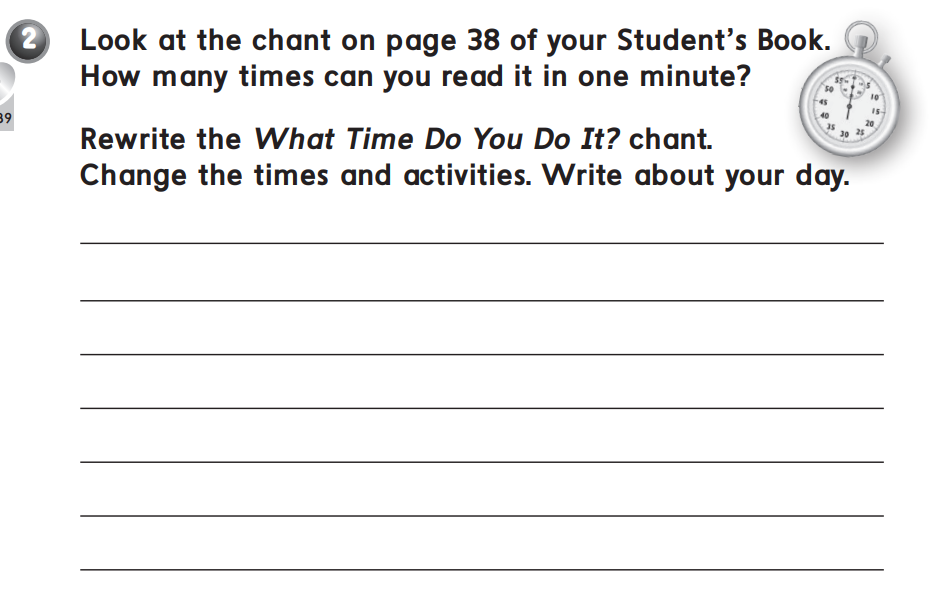 2
Look at the chant on page 38 of your Student's Book.
How many times can you read it in one minute?
Rewrite the What Time Do You Do It? chant.
Change the times and activities. Write about your day.
39
55 5
50 10
45 15
40 20
35 30 25